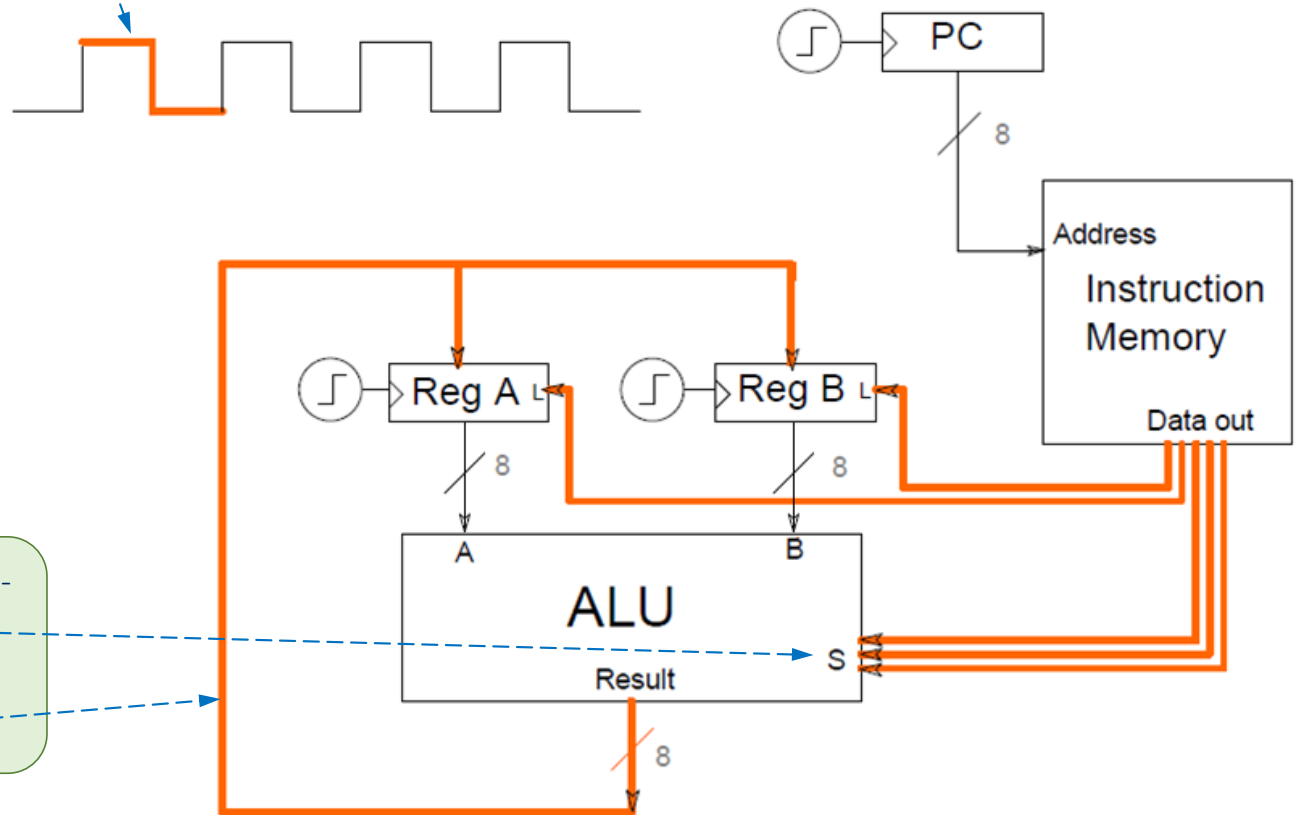 PC
8
Address
Instruction
Memory
Data out
Reg A L
Reg B L
8
8
A
B
ALU
S
Result
8
-